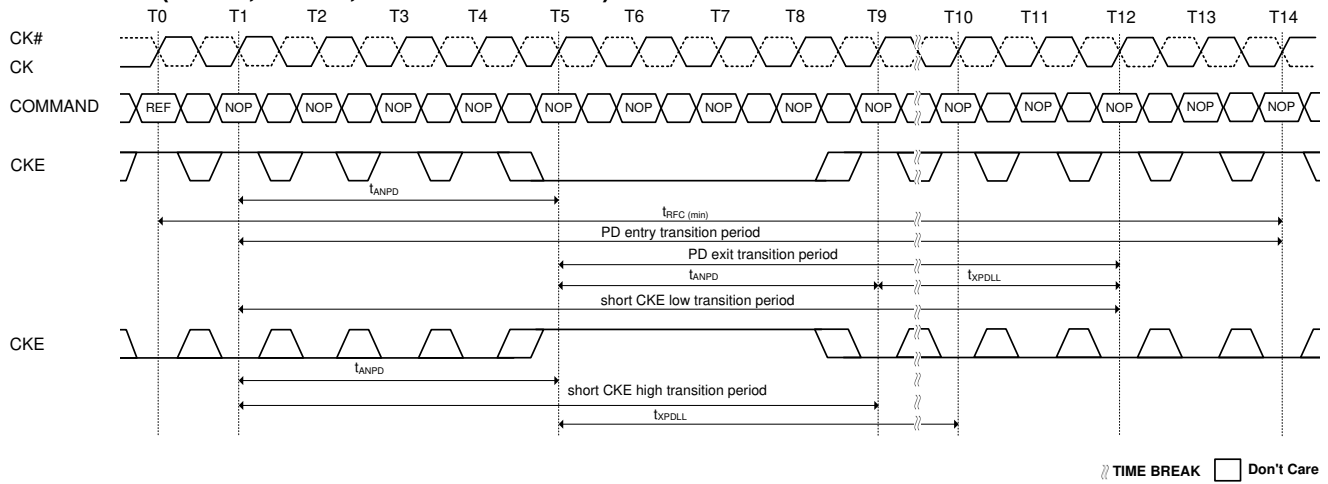 T0 T1 T2 T3 T4 T5 T6 T7 T8 T9 T10 T11 T12 T13 T14
CK#
CK
COMMAND REF NOP NOP NOP NOP NOP NOP NOP NOP NOP NOP NOP NOP NOP NOP
CKE
tANPD
tRFC (min)
PD entry transition period
PD exit transition period
tANPD tXPDLL
short CKE low transition period
CKE
tANPD
short CKE high transition period
tXPDLL
TIME BREAK Don't Care